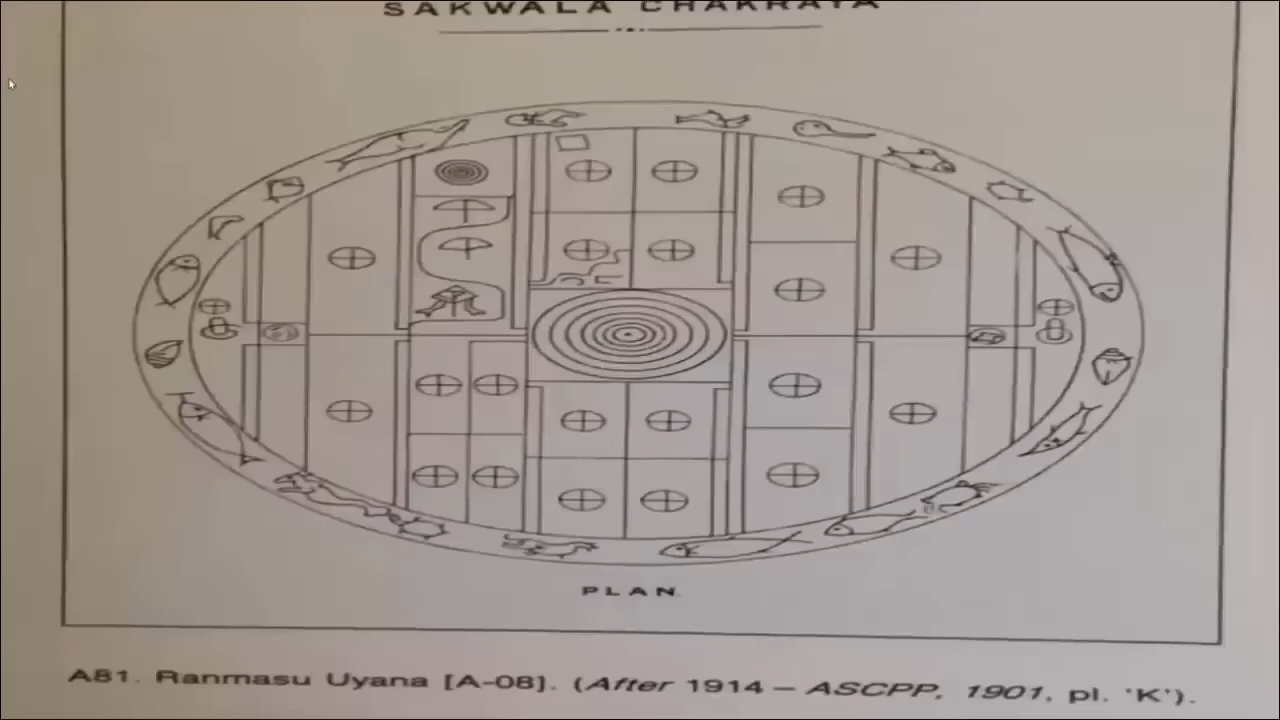 SAKWALA CHAKRAYA
PLAN.
A81. Ranmasu Uyana [A-08]. (After 1914 – ASCPP, 1901, pl. 'K').